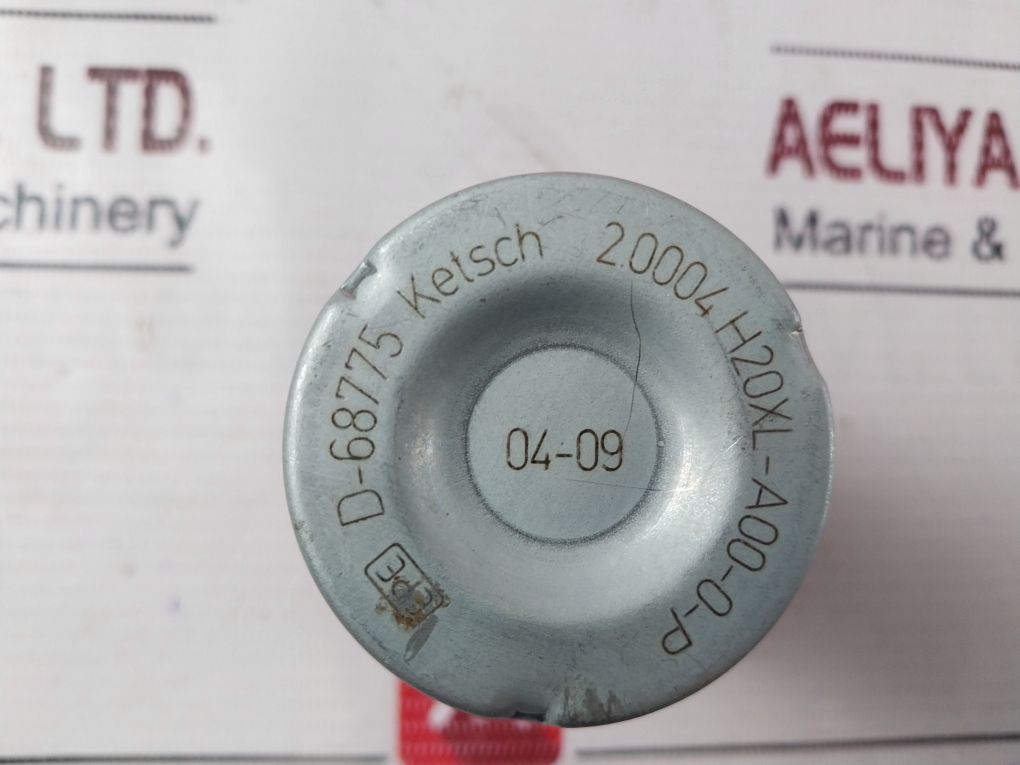 LTD.
chinery
AELIYA
Marine &
D-68775 Ketsch 2.0004 H20XL-A00-0-P
04-09